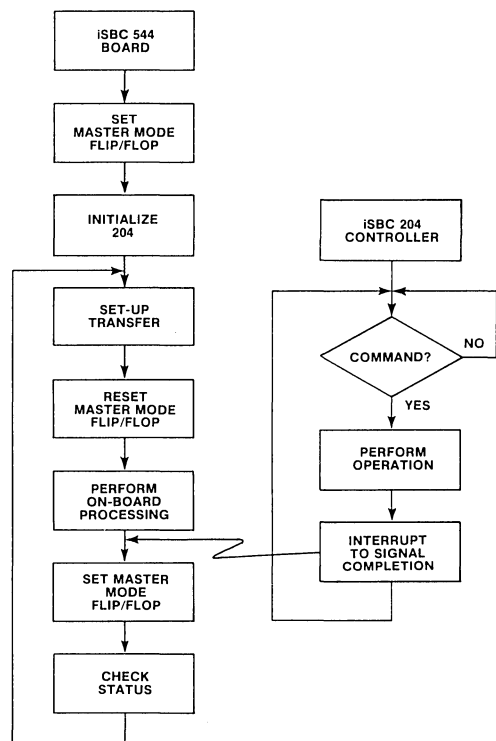 iSBC 544
BOARD
SET
MASTER MODE
FLIP/FLOP
INITIALIZE
204
SET-UP
TRANSFER
RESET
MASTER MODE
FLIP/FLOP
PERFORM
ON-BOARD
PROCESSING
SET MASTER
MODE
FLIP/FLOP
CHECK
STATUS
iSBC 204
CONTROLLER
COMMAND?
NO
YES
PERFORM
OPERATION
INTERRUPT
TO SIGNAL
COMPLETION